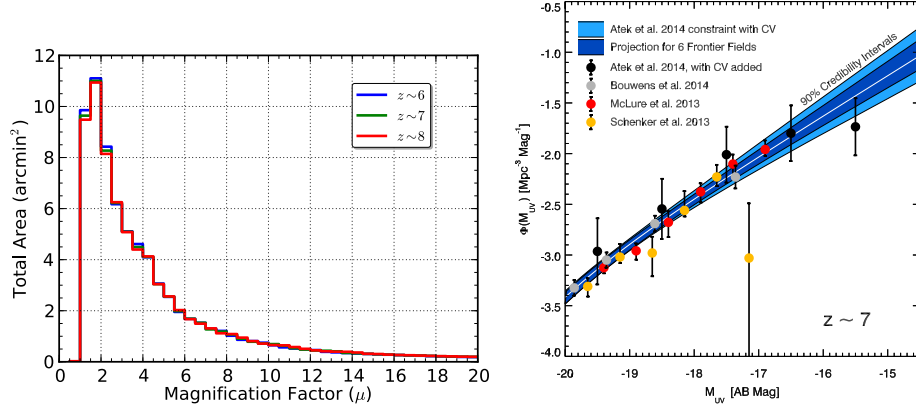 Total Area (arcmin²)
12
10
8
6
4
2
0
z~6
z~7
z~8
0 2 4 6 8 10 12 14 16 18 20
Magnification Factor (μ)
Φ(M_UV) [Mpc⁻³ Mag⁻¹]
-0.5
-1.0
-1.5
-2.0
-2.5
-3.0
-3.5
-4.0
Atek et al. 2014 constraint with CV
Projection for 6 Frontier Fields
Atek et al. 2014, with CV added
Bouwens et al. 2014
McLure et al. 2013
Schenker et al. 2013
90% Credibility Intervals
z ~ 7
-20 -19 -18 -17 -16 -15
M_UV [AB Mag]